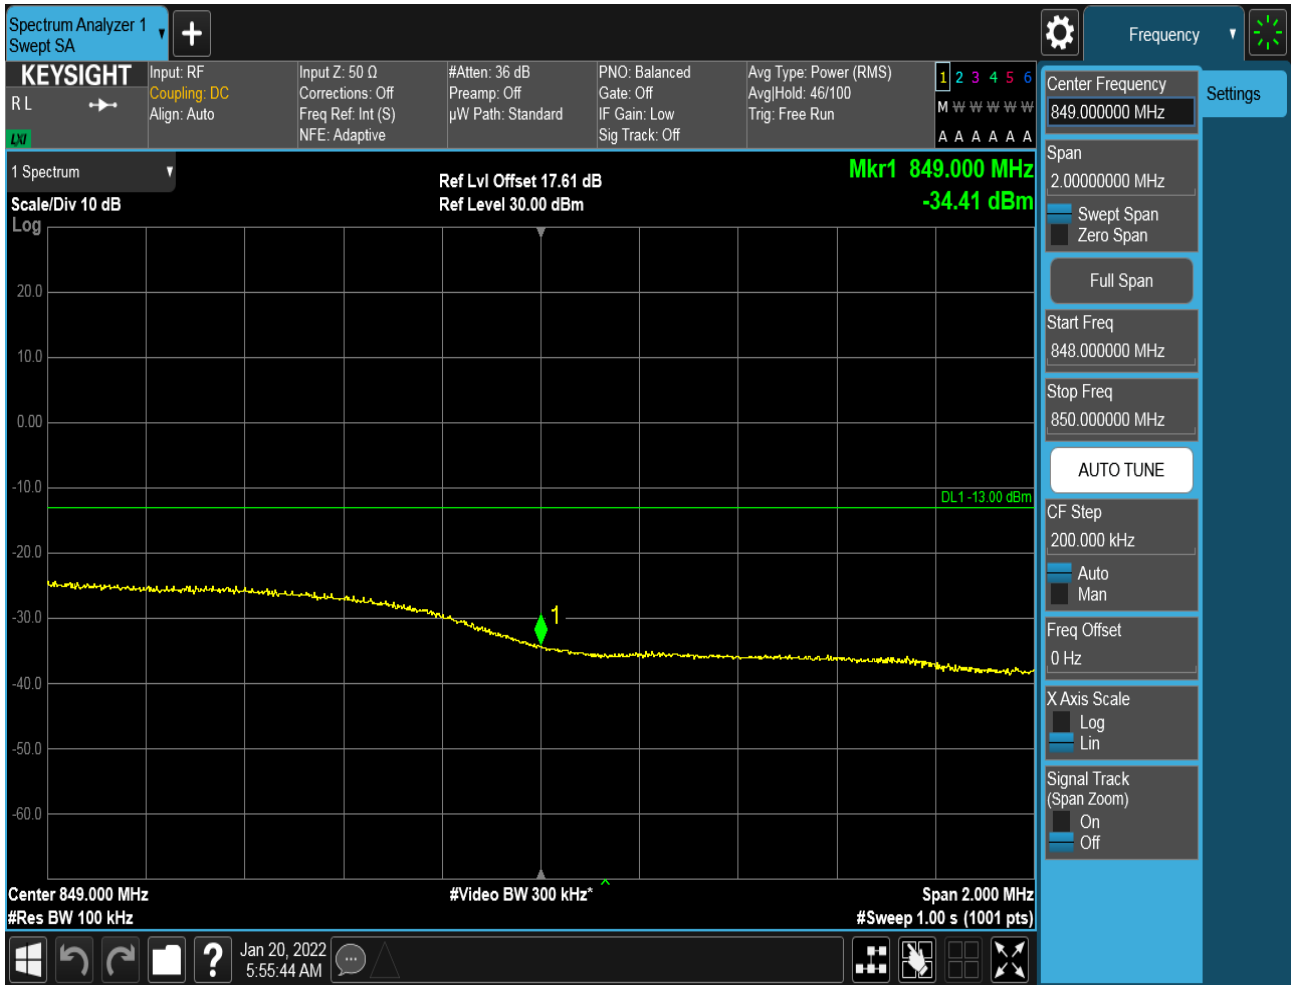 Spectrum Analyzer 1
Swept SA
Frequency
KEYSIGHT
R L
LXI
Input: RF
Coupling: DC
Align: Auto
Input Z: 50 Ω
Corrections: Off
Freq Ref: Int (S)
NFE: Adaptive
#Atten: 36 dB
Preamp: Off
µW Path: Standard
PNO: Balanced
Gate: Off
IF Gain: Low
Sig Track: Off
Avg Type: Power (RMS)
Avg|Hold: 46/100
Trig: Free Run
1 2 3 4 5 6
M W W W W W
A A A A A A
1 Spectrum
Scale/Div 10 dB
Log
Ref Lvl Offset 17.61 dB
Ref Level 30.00 dBm
Mkr1 849.000 MHz
-34.41 dBm
20.0
10.0
0.00
-10.0
DL1 -13.00 dBm
-20.0
-30.0
1
-40.0
-50.0
-60.0
Center 849.000 MHz
#Res BW 100 kHz
#Video BW 300 kHz*
Span 2.000 MHz
#Sweep 1.00 s (1001 pts)
Center Frequency
849.000000 MHz
Settings
Span
2.00000000 MHz
Swept Span
Zero Span
Full Span
Start Freq
848.000000 MHz
Stop Freq
850.000000 MHz
AUTO TUNE
CF Step
200.000 kHz
Auto
Man
Freq Offset
0 Hz
X Axis Scale
Log
Lin
Signal Track
(Span Zoom)
On
Off
?
Jan 20, 2022
5:55:44 AM